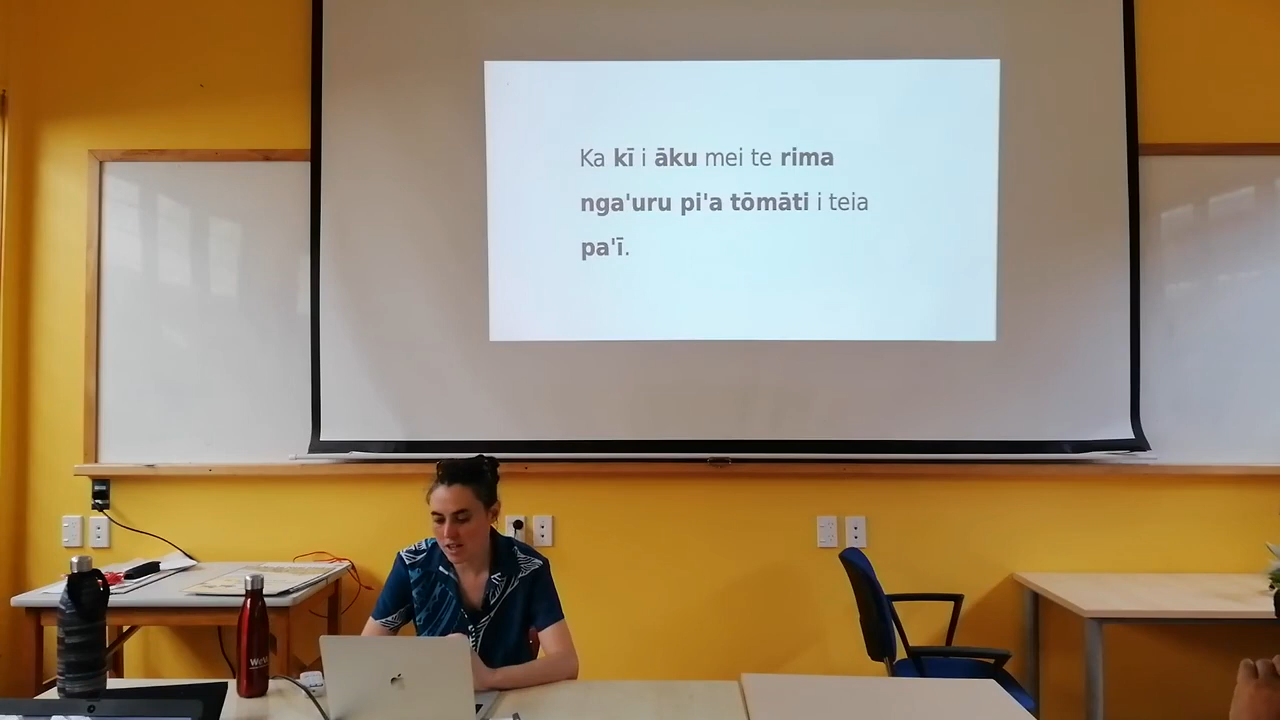 Ka kī i āku mei te rima
nga'uru pi'a tōmāti i teia
pa'ī.